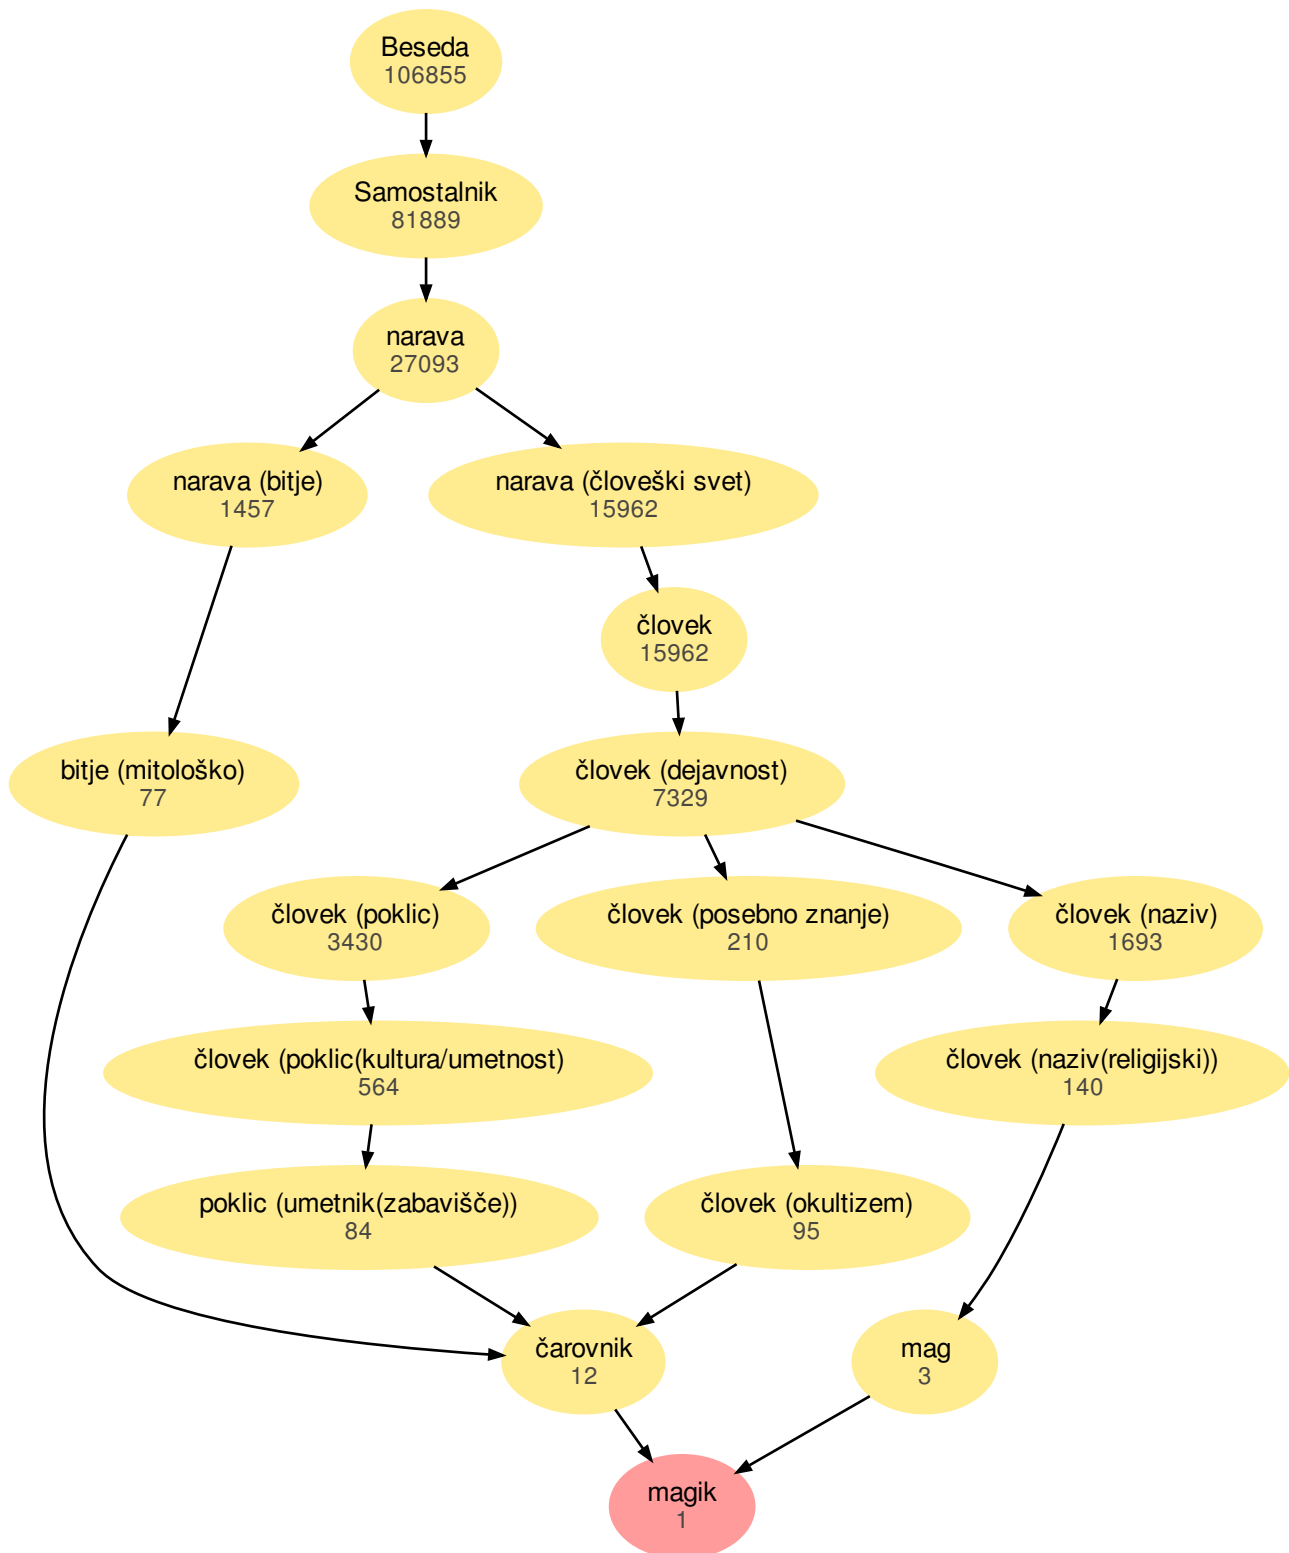 Beseda
106855
Samostalnik
81889
narava
27093
narava (bitje)
1457
narava (človeški svet)
15962
človek
15962
bitje (mitološko)
77
človek (dejavnost)
7329
človek (poklic)
3430
človek (posebno znanje)
210
človek (naziv)
1693
človek (poklic(kultura/umetnost)
564
človek (naziv(religijski))
140
poklic (umetnik(zabavišče))
84
človek (okultizem)
95
čarovnik
12
mag
3
magik
1